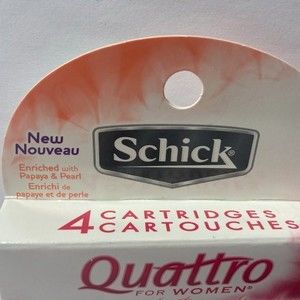 New
Nouveau
Enriched with
Papaya & Pearl
Enrichi de
papaye et de perle
Schick®
4 CARTRIDGES
CARTOUCHES
Quattro
FOR WOMEN®